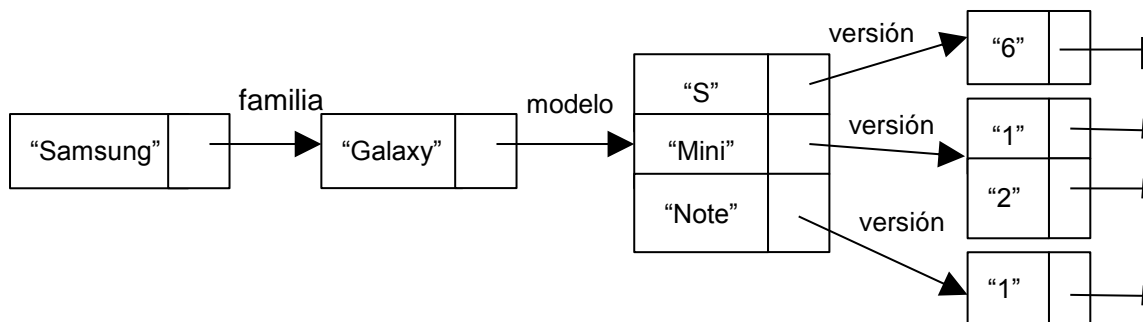 “Samsung”
familia
“Galaxy”
modelo
“S”
“Mini”
“Note”
versión
versión
versión
“6”
“1”
“2”
“1”